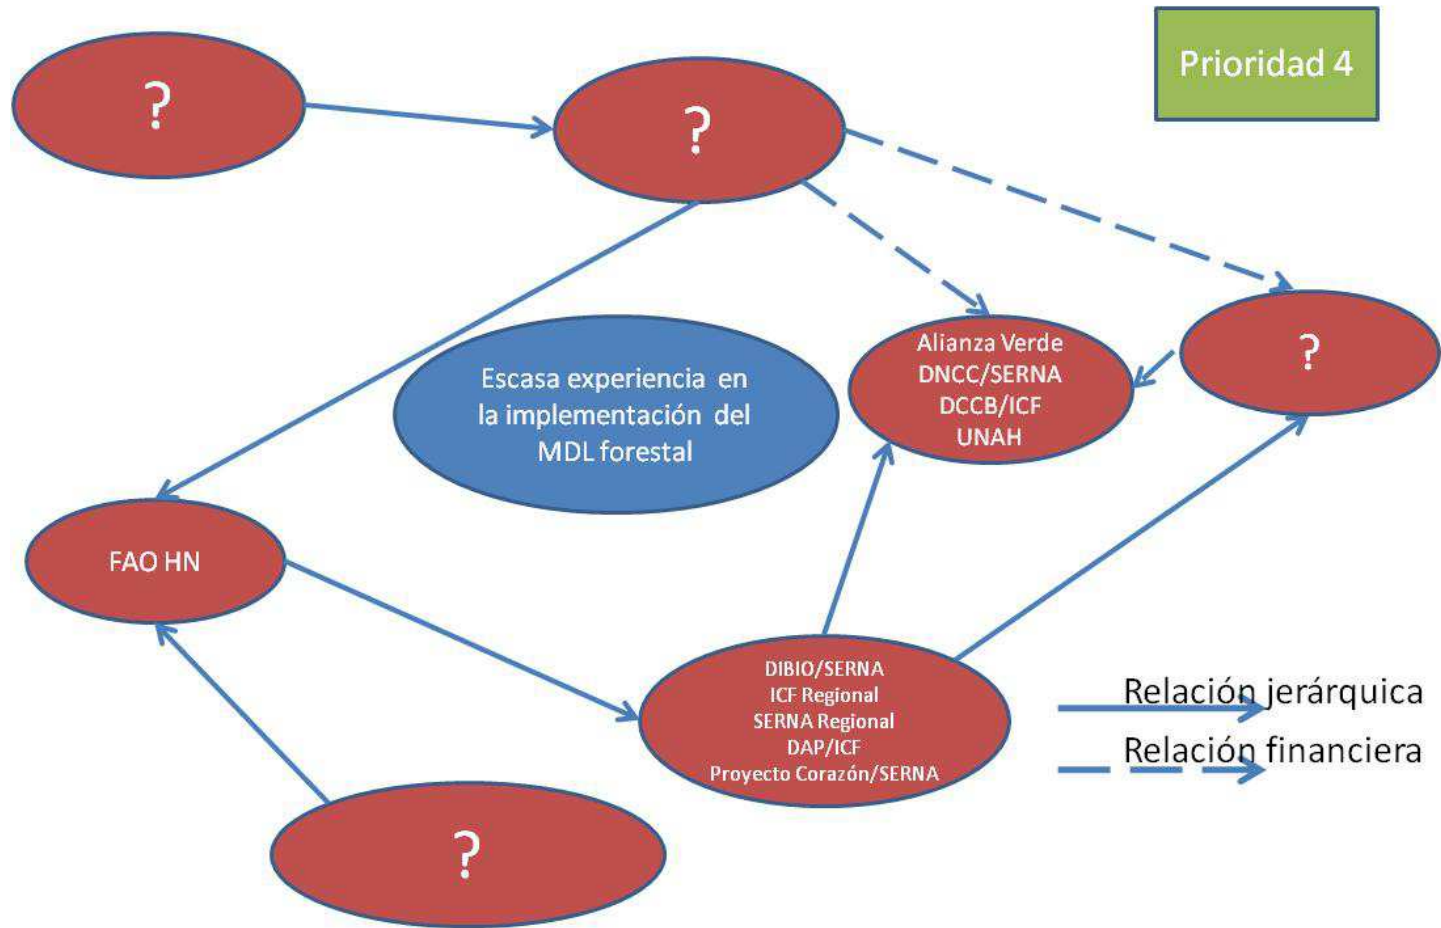 Prioridad 4
?
?
Alianza Verde
DNCC/SERNA
DCCB/ICF
UNAH
?
Escasa experiencia en
la implementación del
MDL forestal
FAO HN
DIBIO/SERNA
ICF Regional
SERNA Regional
DAP/ICF
Proyecto Corazón/SERNA
Relación jerárquica
Relación financiera
?